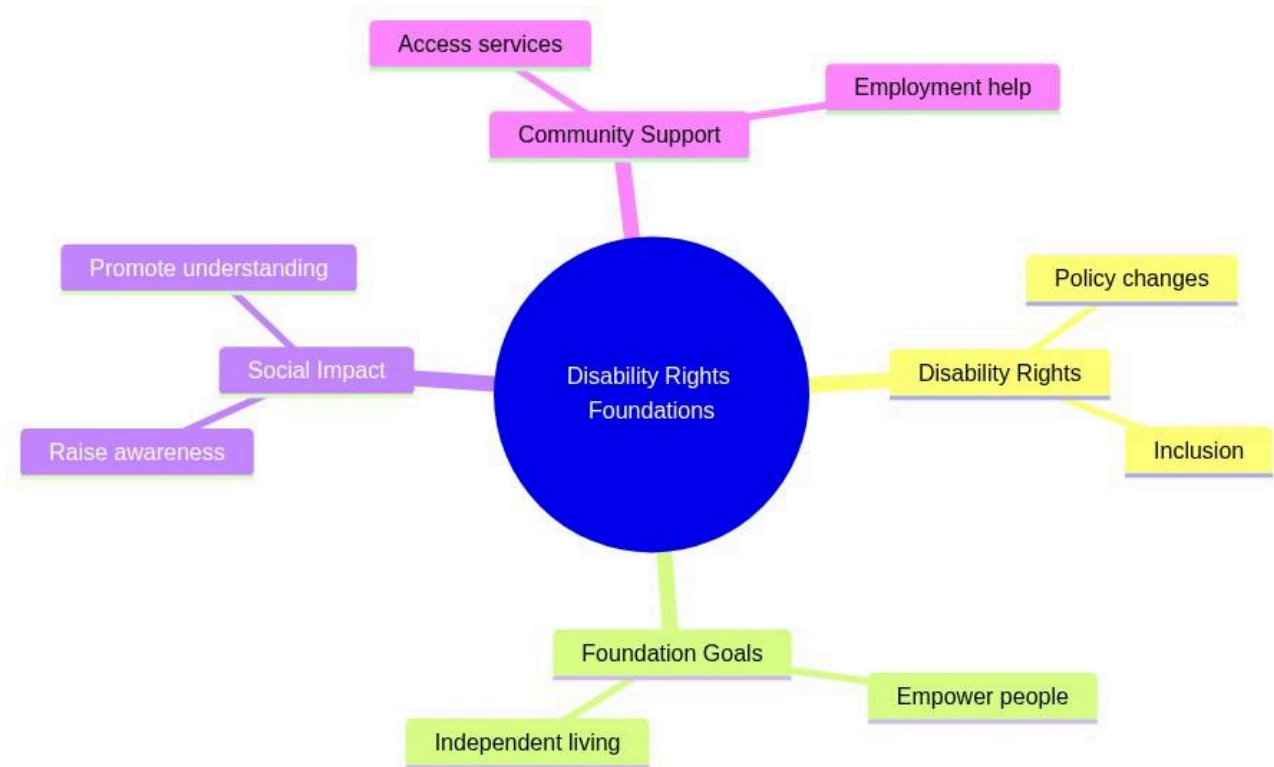 Access services
Employment help
Community Support
Promote understanding
Policy changes
Social Impact
Disability Rights
Foundations
Disability Rights
Raise awareness
Inclusion
Foundation Goals
Empower people
Independent living